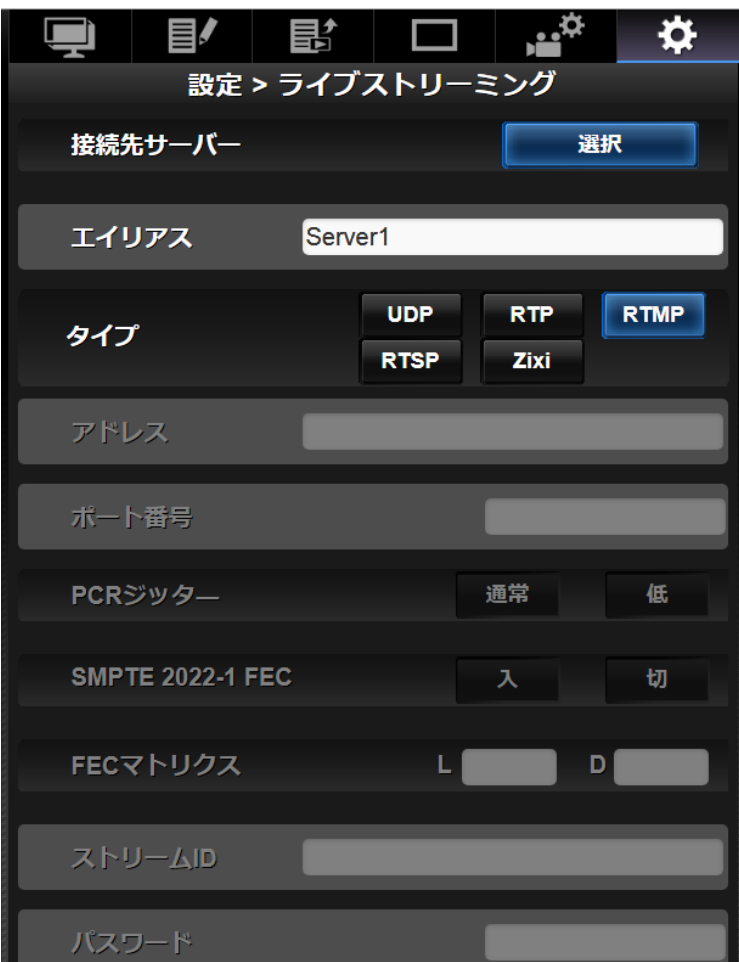 設定 > ライブストリーミング
接続先サーバー 選択
エイリアス Server1
タイプ UDP RTP RTMP
RTSP Zixi
アドレス
ポート番号
PCRジッター 通常 低
SMPTE 2022-1 FEC 入 切
FECマトリクス L D
ストリームID
パスワード